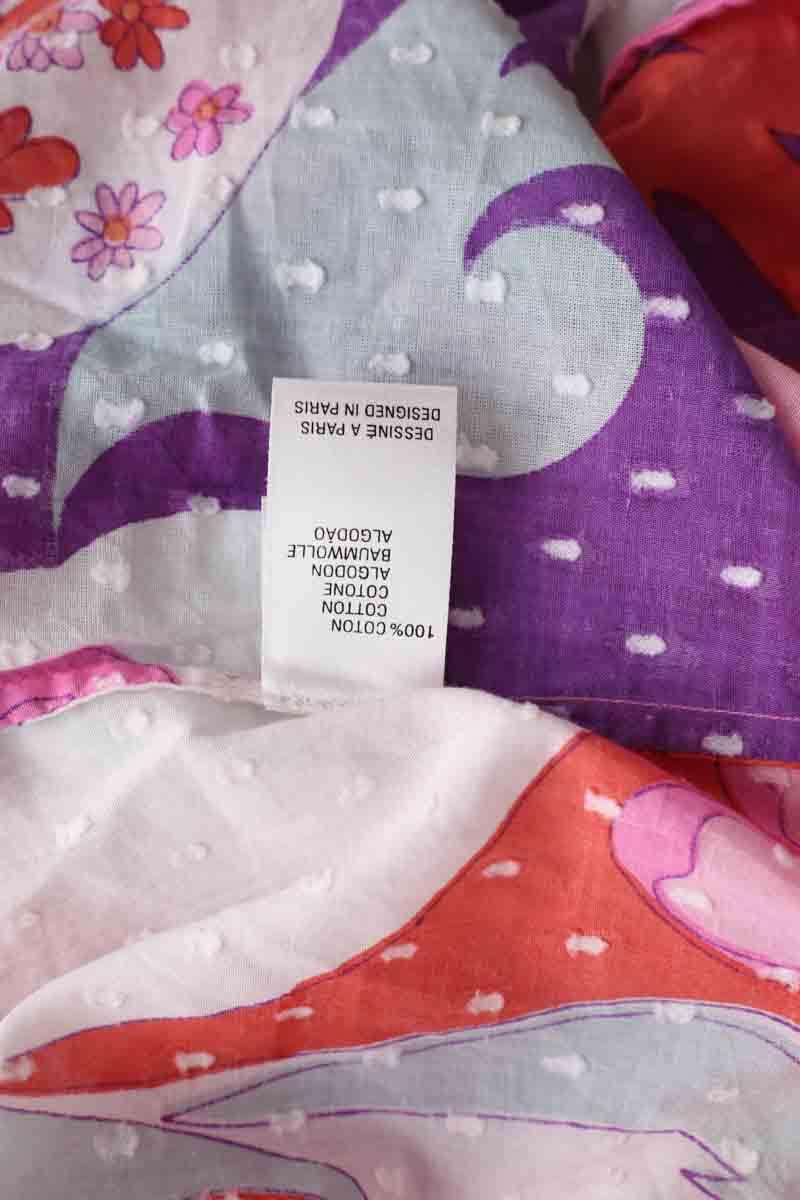 100% COTON
COTTON
COTONE
ALGODON
BAUMWOLLE
ALGODÃO
DESSINÉ A PARIS
DESIGNED IN PARIS